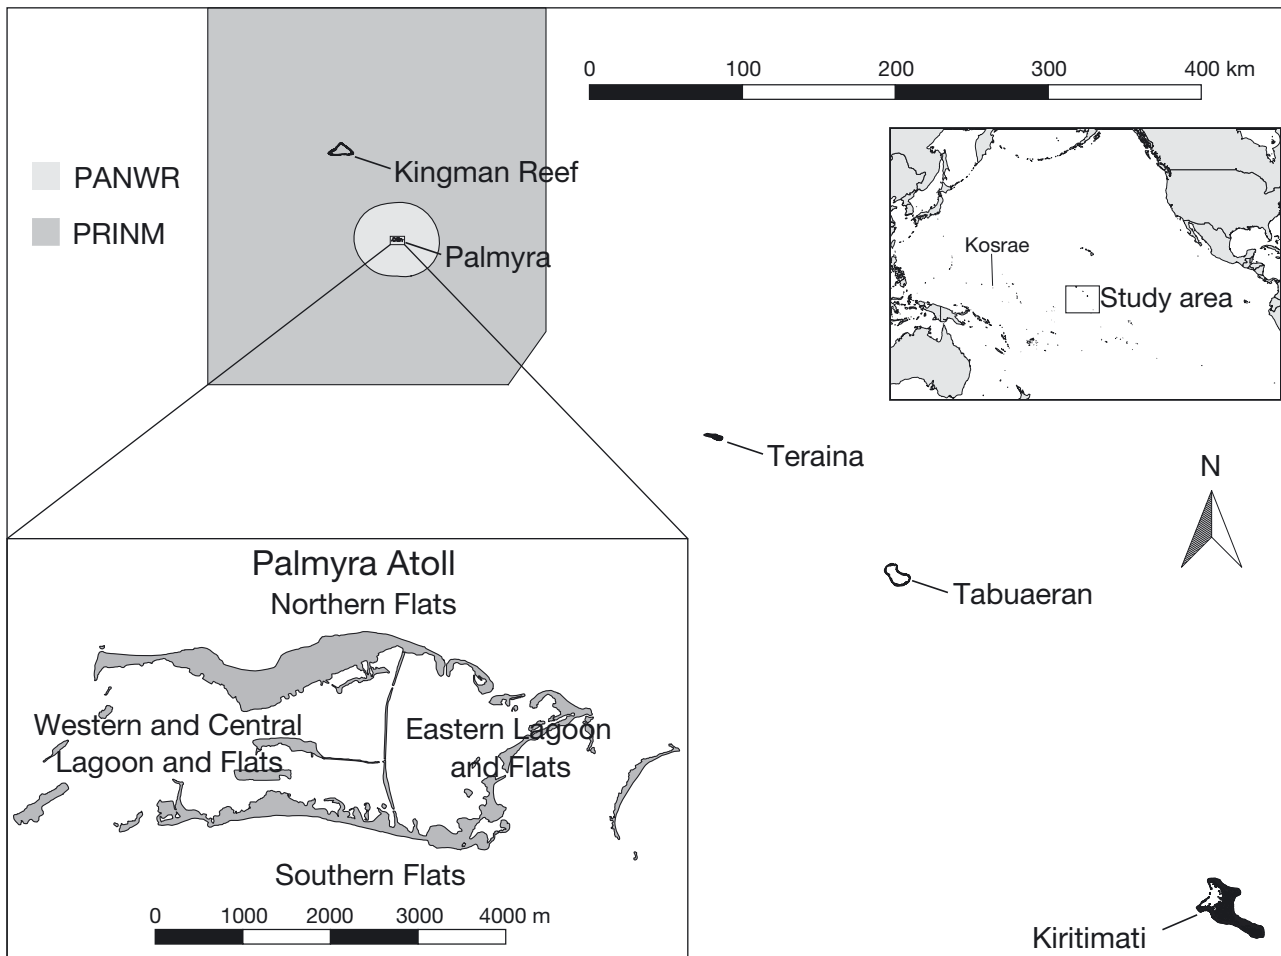 0 100 200 300 400 km
PANWR
PRINM
Kingman Reef
Palmyra
Kosrae
Study area
Teraina
N
Tabuaeran
Kiritimati
Palmyra Atoll
Northern Flats
Western and Central
Lagoon and Flats
Eastern Lagoon
and Flats
Southern Flats
0 1000 2000 3000 4000 m